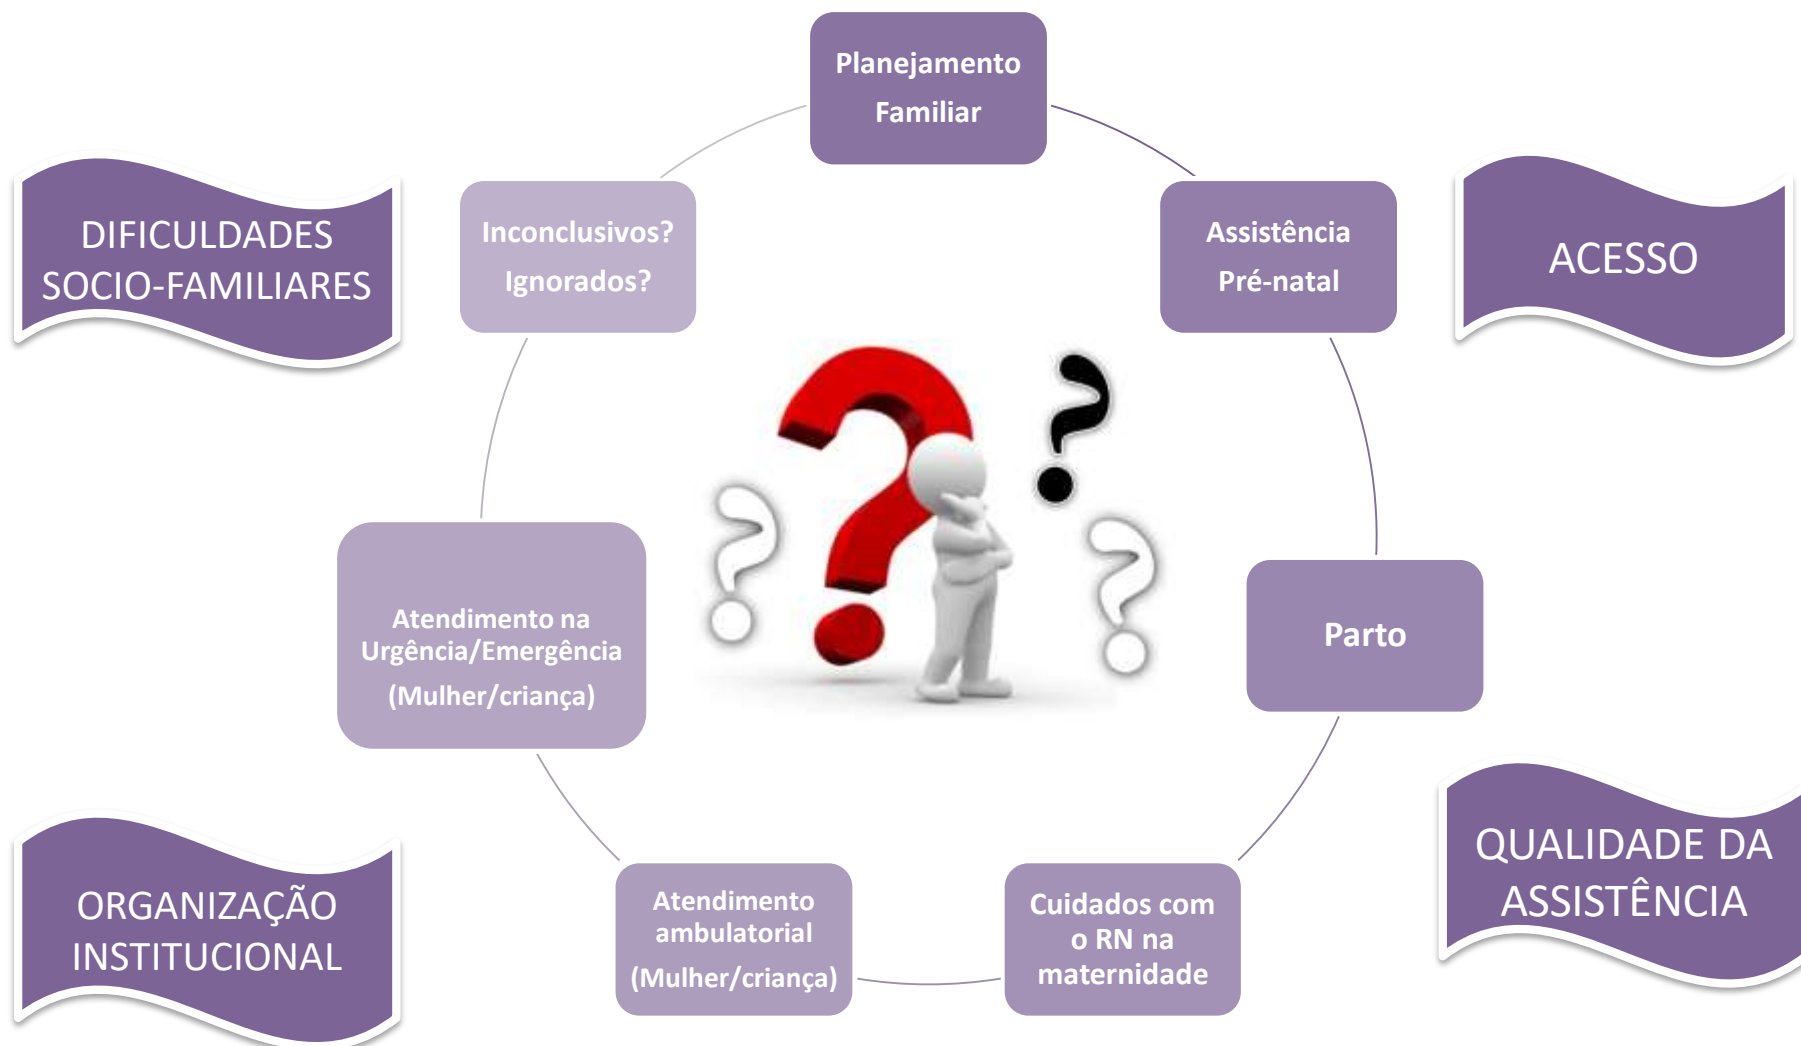 Planejamento
Familiar
Assistência
Pré-natal
Parto
Cuidados com
o RN na
maternidade
Atendimento
ambulatorial
(Mulher/criança)
Atendimento na
Urgência/Emergência
(Mulher/criança)
Inconclusivos?
Ignorados?
DIFICULDADES
SOCIO-FAMILIARES
ACESSO
ORGANIZAÇÃO
INSTITUCIONAL
QUALIDADE DA
ASSISTÊNCIA
?
?
?
?